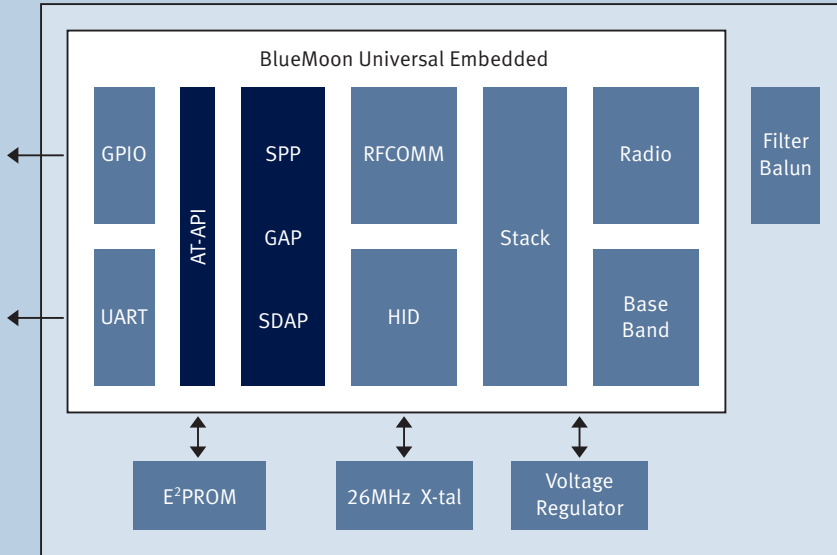 BlueMoon Universal Embedded
GPIO
UART
AT-API
SPP
GAP
SDAP
RFCOMM
HID
Stack
Radio
Base
Band
Filter
Balun
E²PROM
26MHz X-tal
Voltage
Regulator